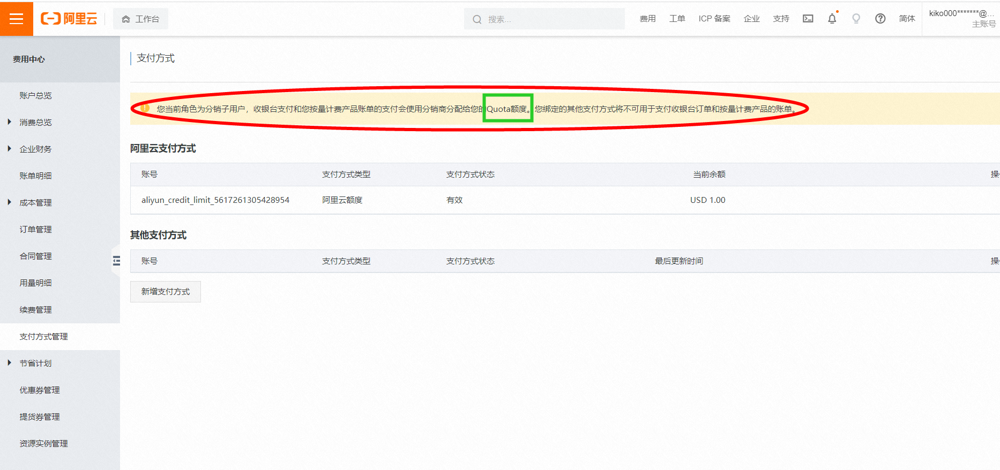 阿里云
工作台
搜索...
费用
工单
ICP 备案
企业
支持
简体
kiko000*******@...
主账号
费用中心
账户总览
消费总览
企业财务
账单明细
成本管理
订单管理
合同管理
用量明细
续费管理
支付方式管理
节省计划
优惠券管理
提货券管理
资源实例管理
支付方式
您当前角色为分销子用户，收银台支付和您按量计费产品账单的支付会使用分销商分配给您的Quota额度。您绑定的其他支付方式将不可用于支付收银台订单和按量计费产品的账单。
阿里云支付方式
账号 支付方式类型 支付方式状态 当前余额 操
aliyun_credit_limit_5617261305428954 阿里云额度 有效 USD 1.00
其他支付方式
账号 支付方式类型 支付方式状态 最后更新时间 操
新增支付方式